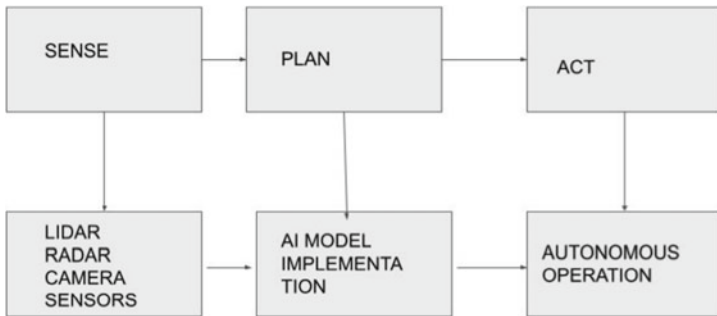 SENSE
PLAN
ACT
LIDAR
RADAR
CAMERA
SENSORS
AI MODEL
IMPLEMENTA
TION
AUTONOMOUS
OPERATION